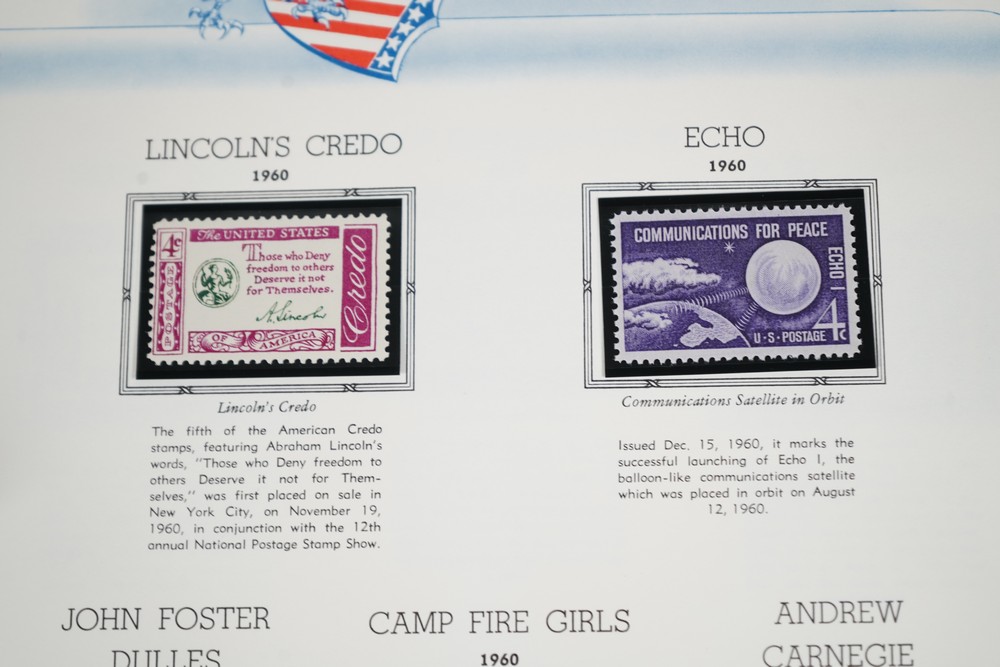 LINCOLN'S CREDO
1960
4c
The UNITED STATES
Those who Deny
freedom to others
Deserve it not
for Themselves.
A. Lincoln
Credo
POSTAGE
OF AMERICA
Lincoln's Credo
The fifth of the American Credo
stamps, featuring Abraham Lincoln's
words, "Those who Deny freedom to
others Deserve it not for Them-
selves," was first placed on sale in
New York City, on November 19,
1960, in conjunction with the 12th
annual National Postage Stamp Show.
ECHO
1960
COMMUNICATIONS FOR PEACE
ECHO I
4c
U·S·POSTAGE
Communications Satellite in Orbit
Issued Dec. 15, 1960, it marks the
successful launching of Echo I, the
balloon-like communications satellite
which was placed in orbit on August
12, 1960.
JOHN FOSTER
DULLES
CAMP FIRE GIRLS
1960
ANDREW
CARNEGIE